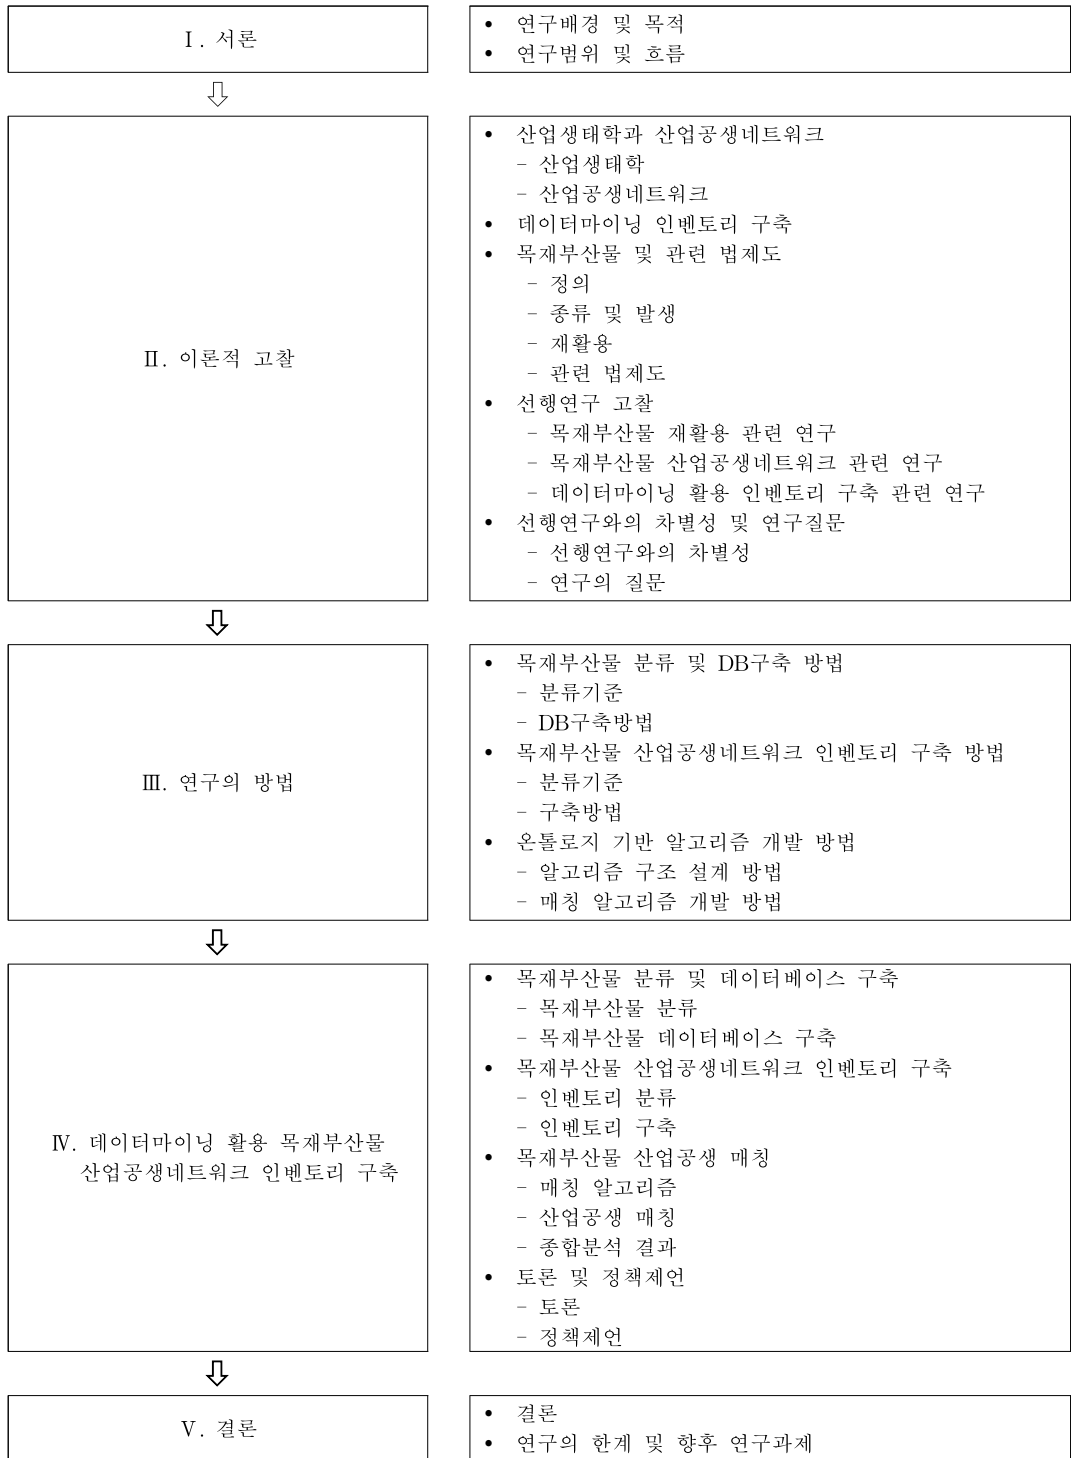 Ⅰ. 서론
• 연구배경 및 목적
• 연구범위 및 흐름
Ⅱ. 이론적 고찰
• 산업생태학과 산업공생네트워크
- 산업생태학
- 산업공생네트워크
• 데이터마이닝 인벤토리 구축
• 목재부산물 및 관련 법제도
- 정의
- 종류 및 발생
- 재활용
- 관련 법제도
• 선행연구 고찰
- 목재부산물 재활용 관련 연구
- 목재부산물 산업공생네트워크 관련 연구
- 데이터마이닝 활용 인벤토리 구축 관련 연구
• 선행연구와의 차별성 및 연구질문
- 선행연구와의 차별성
- 연구의 질문
Ⅲ. 연구의 방법
• 목재부산물 분류 및 DB구축 방법
- 분류기준
- DB구축방법
• 목재부산물 산업공생네트워크 인벤토리 구축 방법
- 분류기준
- 구축방법
• 온톨로지 기반 알고리즘 개발 방법
- 알고리즘 구조 설계 방법
- 매칭 알고리즘 개발 방법
Ⅳ. 데이터마이닝 활용 목재부산물
산업공생네트워크 인벤토리 구축
• 목재부산물 분류 및 데이터베이스 구축
- 목재부산물 분류
- 목재부산물 데이터베이스 구축
• 목재부산물 산업공생네트워크 인벤토리 구축
- 인벤토리 분류
- 인벤토리 구축
• 목재부산물 산업공생 매칭
- 매칭 알고리즘
- 산업공생 매칭
- 종합분석 결과
• 토론 및 정책제언
- 토론
- 정책제언
Ⅴ. 결론
• 결론
• 연구의 한계 및 향후 연구과제